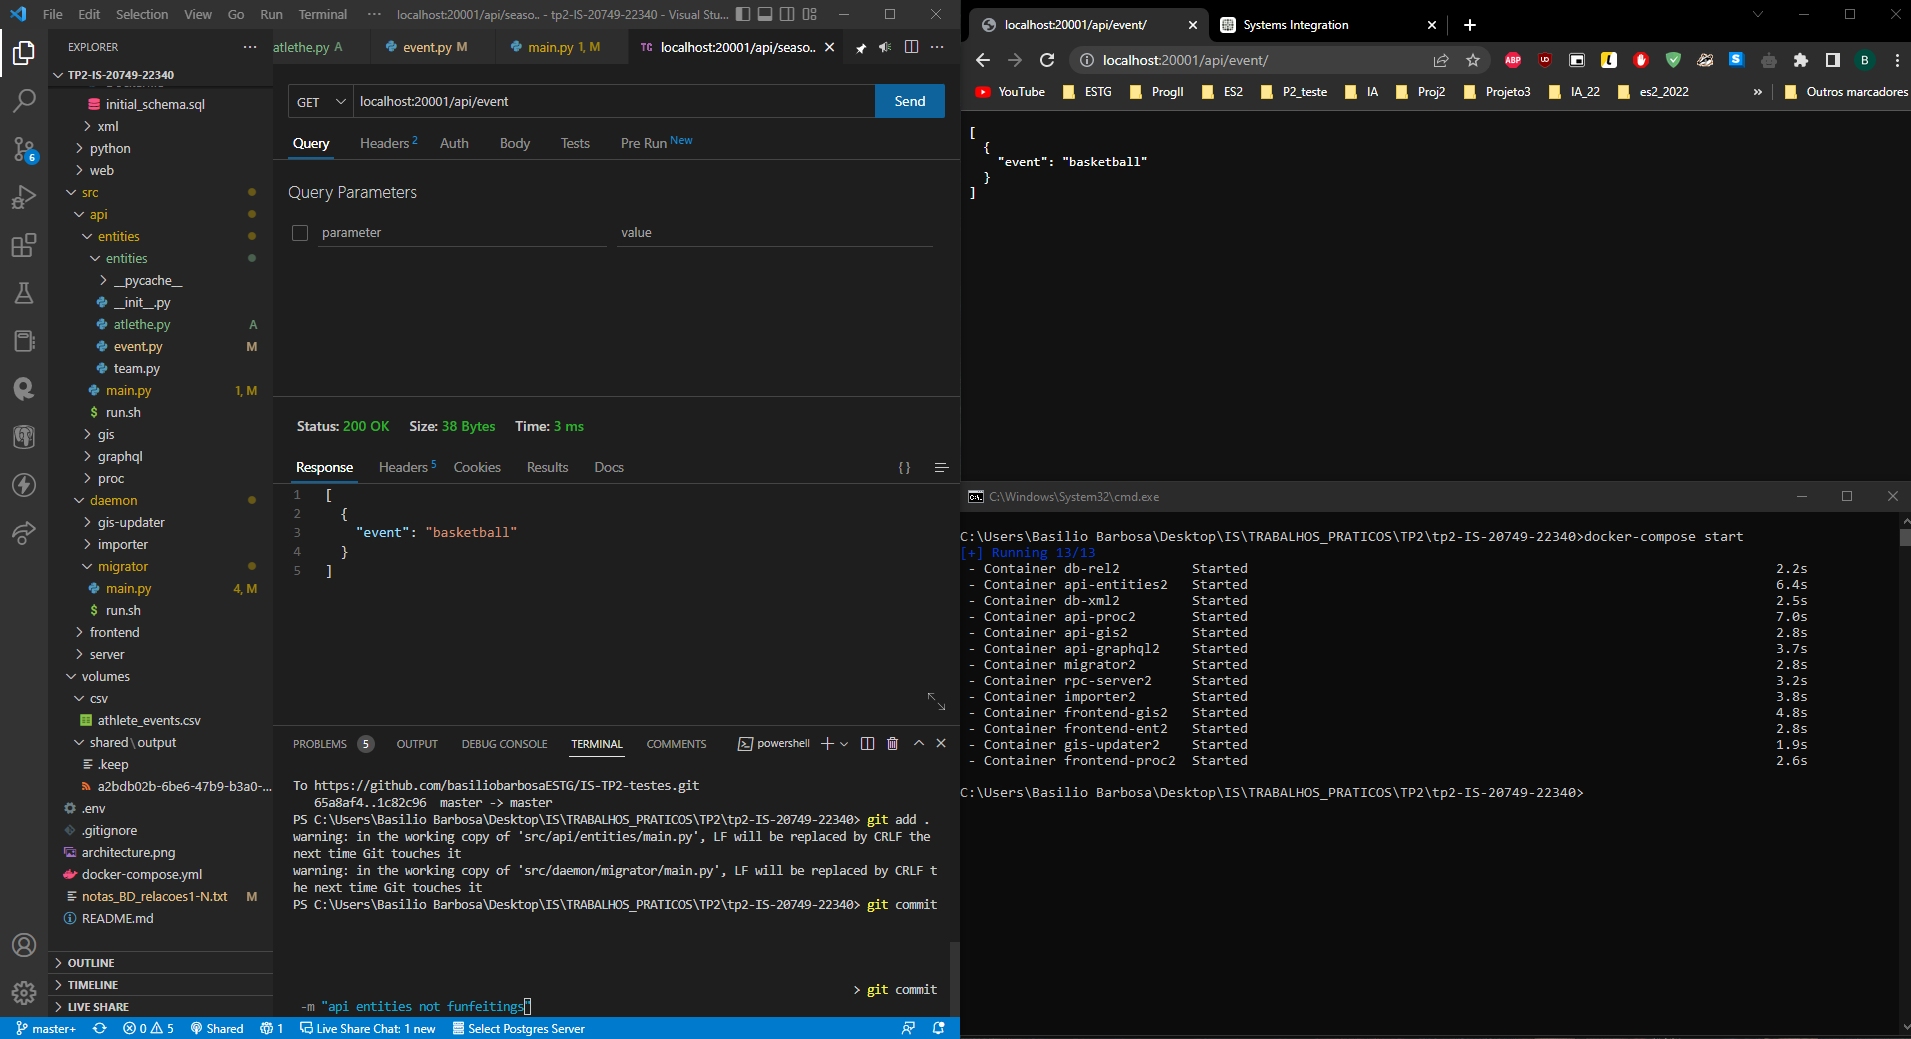 File Edit Selection View Go Run Terminal ··· localhost:20001/api/seaso.. - tp2-IS-20749-22340 - Visual Stu...
EXPLORER ···
TP2-IS-20749-22340
initial_schema.sql
xml
python
web
src
api
entities
entities
__pycache__
__init__.py
atlethe.py A
event.py M
team.py
main.py 1, M
run.sh
gis
graphql
proc
daemon
gis-updater
importer
migrator
main.py 4, M
run.sh
frontend
server
volumes
csv
athlete_events.csv
shared\output
.keep
a2bdb02b-6be6-47b9-b3a0-...
.env
.gitignore
architecture.png
docker-compose.yml
notas_BD_relacoes1-N.txt M
README.md
OUTLINE
TIMELINE
LIVE SHARE
atlethe.py A event.py M main.py 1, M TC localhost:20001/api/seaso..
GET localhost:20001/api/event Send
Query Headers 2 Auth Body Tests Pre Run New
Query Parameters
parameter value
Status: 200 OK Size: 38 Bytes Time: 3 ms
Response Headers 5 Cookies Results Docs { }
1 [
2 {
3 "event": "basketball"
4 }
5 ]
PROBLEMS 5 OUTPUT DEBUG CONSOLE TERMINAL COMMENTS powershell
To https://github.com/basiliobarbosaESTG/IS-TP2-testes.git
65a8af4..1c82c96 master -> master
PS C:\Users\Basilio Barbosa\Desktop\IS\TRABALHOS_PRATICOS\TP2\tp2-IS-20749-22340> git add .
warning: in the working copy of 'src/api/entities/main.py', LF will be replaced by CRLF the
next time Git touches it
warning: in the working copy of 'src/daemon/migrator/main.py', LF will be replaced by CRLF t
he next time Git touches it
PS C:\Users\Basilio Barbosa\Desktop\IS\TRABALHOS_PRATICOS\TP2\tp2-IS-20749-22340> git commit
> git commit
-m "api entities not funfeitings"
master+ 0 5 Shared 1 Live Share Chat: 1 new Select Postgres Server
localhost:20001/api/event/ Systems Integration
localhost:20001/api/event/ ABP B
YouTube ESTG ProgII ES2 P2_teste IA Proj2 Projeto3 IA_22 es2_2022 » Outros marcadores
[
{
"event": "basketball"
}
]
C:\Windows\System32\cmd.exe
C:\Users\Basilio Barbosa\Desktop\IS\TRABALHOS_PRATICOS\TP2\tp2-IS-20749-22340>docker-compose start
[+] Running 13/13
- Container db-rel2 Started 2.2s
- Container api-entities2 Started 6.4s
- Container db-xml2 Started 2.5s
- Container api-proc2 Started 7.0s
- Container api-gis2 Started 2.8s
- Container api-graphql2 Started 3.7s
- Container migrator2 Started 2.8s
- Container rpc-server2 Started 3.2s
- Container importer2 Started 3.8s
- Container frontend-gis2 Started 4.8s
- Container frontend-ent2 Started 2.8s
- Container gis-updater2 Started 1.9s
- Container frontend-proc2 Started 2.6s
C:\Users\Basilio Barbosa\Desktop\IS\TRABALHOS_PRATICOS\TP2\tp2-IS-20749-22340>